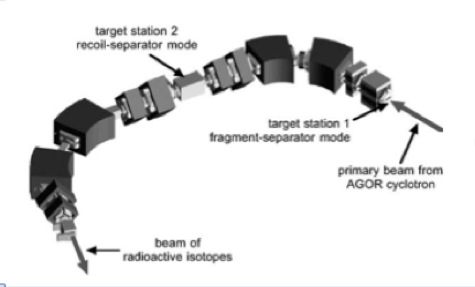 target station 2
recoil-separator mode
target station 1
fragment-separator mode
primary beam from
AGOR cyclotron
beam of
radioactive isotopes